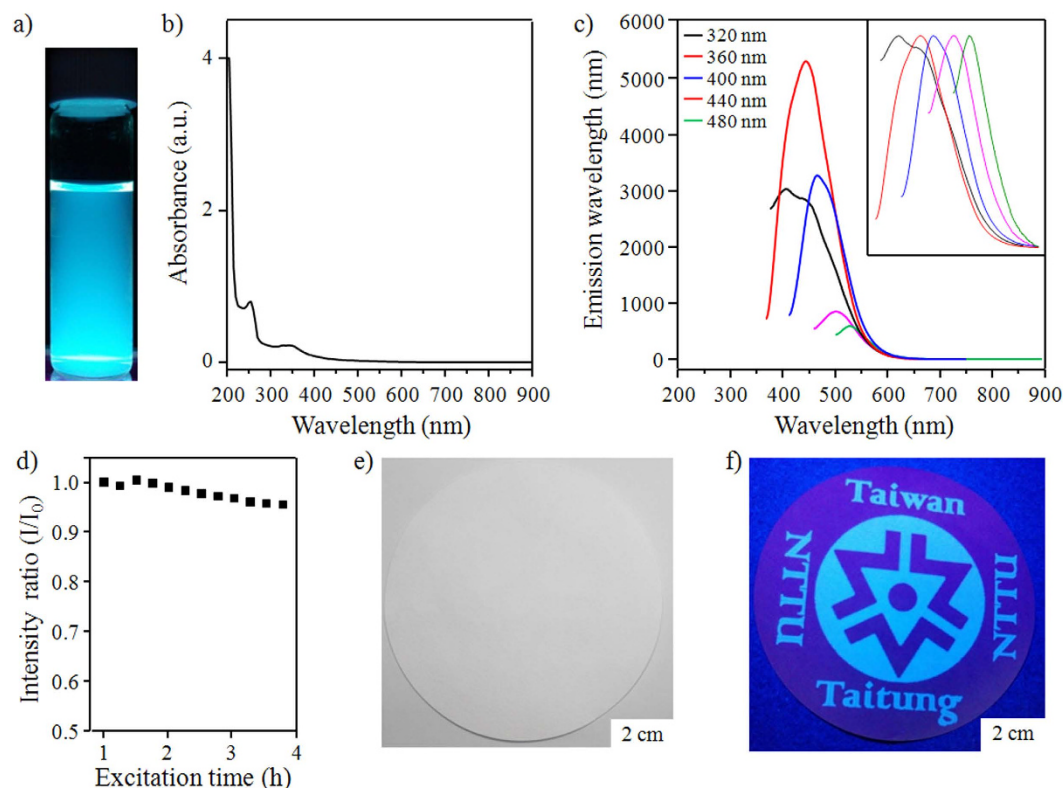 a)
b)
Absorbance (a.u.)
4
2
0
200 300 400 500 600 700 800 900
Wavelength (nm)
c)
Emission wavelength (nm)
6000
5000
4000
3000
2000
1000
0
320 nm
360 nm
400 nm
440 nm
480 nm
200 300 400 500 600 700 800 900
Wavelength (nm)
d)
Intensity ratio (I/I0)
1.0
0.9
0.8
0.7
0.6
0.5
1 2 3 4
Excitation time (h)
e)
2 cm
f)
Taiwan
NTTU
NTTU
Taitung
2 cm